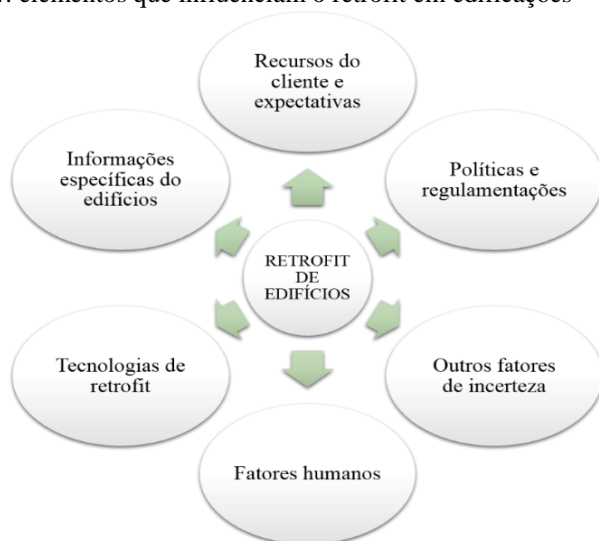 elementos que influenciam o retrofit em edificações
Recursos do
cliente e
expectativas
Políticas e
regulamentações
Outros fatores
de incerteza
Fatores humanos
Tecnologias de
retrofit
Informações
específicas do
edifícios
RETROFIT
DE
EDIFÍCIOS